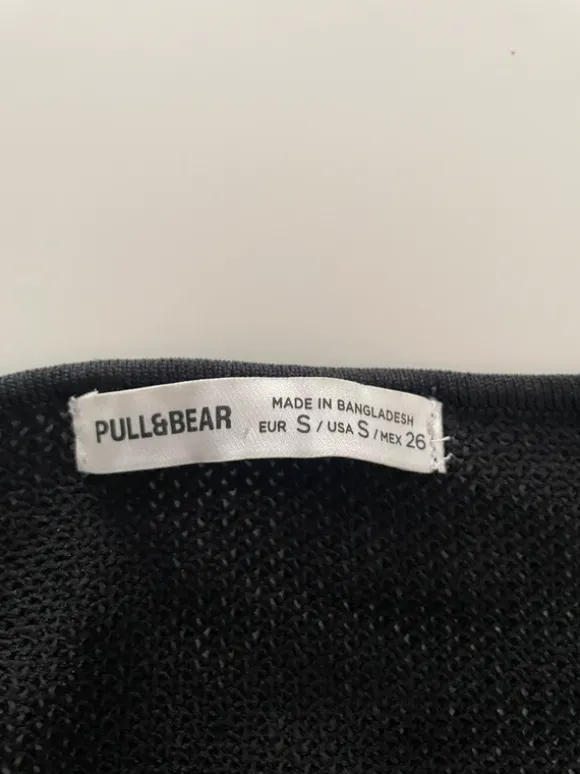 PULL&BEAR
MADE IN BANGLADESH
EUR S / USA S / MEX 26